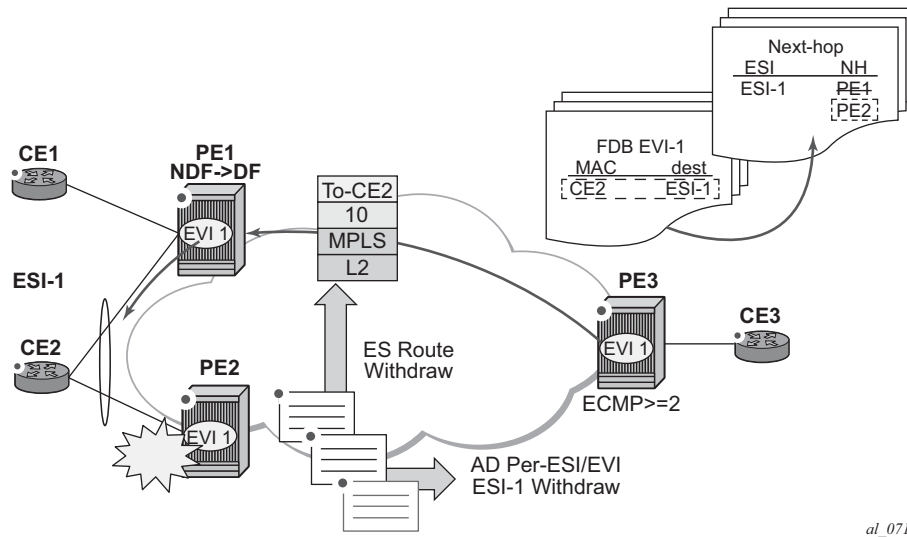 Next-hop
ESI NH
ESI-1 PE1
PE2
FDB EVI-1
MAC dest
CE2 ESI-1
CE1
PE1
NDF->DF
To-CE2
10
MPLS
L2
EVI 1
ESI-1
PE3
CE3
EVI 1
CE2
ES Route
Withdraw
PE2
ECMP>=2
EVI 1
AD Per-ESI/EVI
ESI-1 Withdraw
al_071